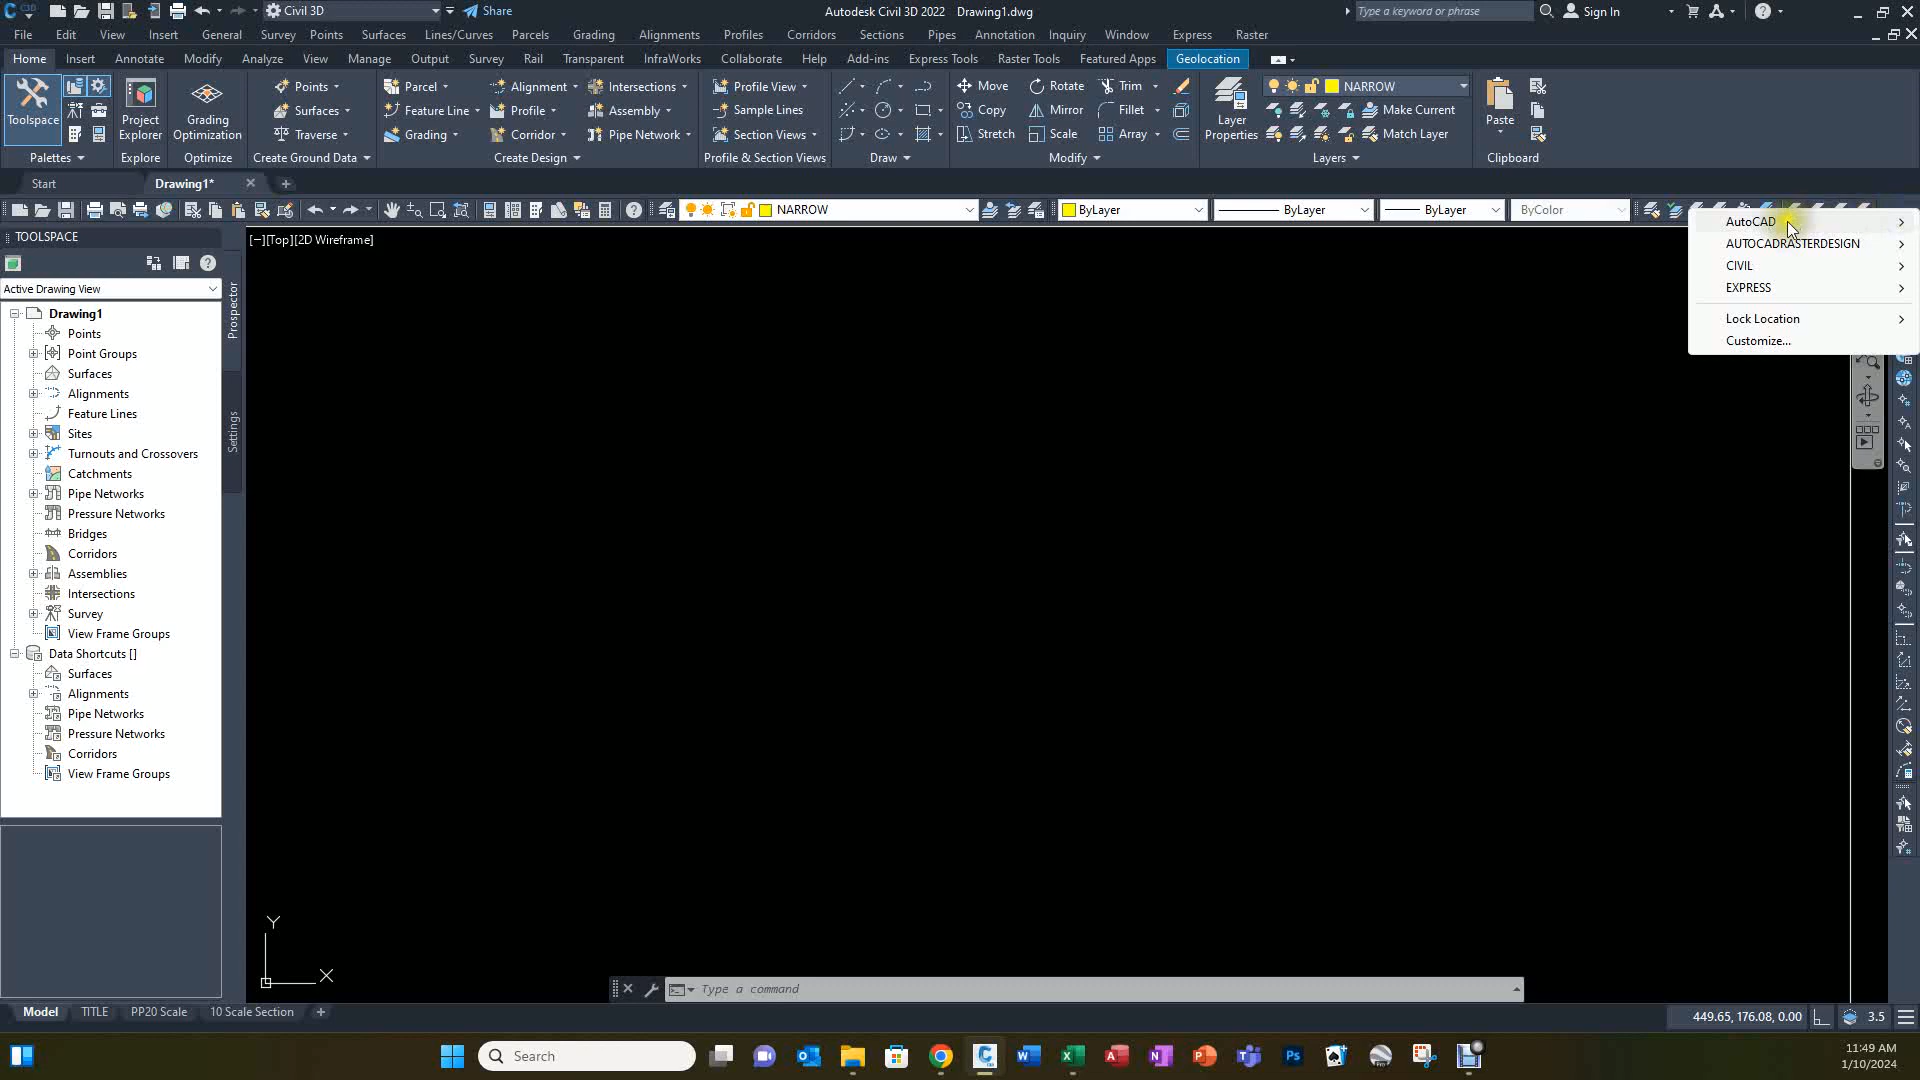 C3D Civil 3D Share Autodesk Civil 3D 2022 Drawing1.dwg Type a keyword or phrase Sign In
File Edit View Insert General Survey Points Surfaces Lines/Curves Parcels Grading Alignments Profiles Corridors Sections Pipes Annotation Inquiry Window Express Raster
Home Insert Annotate Modify Analyze View Manage Output Survey Rail Transparent InfraWorks Collaborate Help Add-ins Express Tools Raster Tools Featured Apps Geolocation
Points Parcel Alignment Intersections Profile View Move Rotate Trim NARROW
Toolspace Project Explorer Grading Optimization Surfaces Feature Line Profile Assembly Sample Lines Copy Mirror Fillet Layer Properties Make Current Paste
Traverse Grading Corridor Pipe Network Section Views Stretch Scale Array Match Layer
Palettes Explore Optimize Create Ground Data Create Design Profile & Section Views Draw Modify Layers Clipboard
Start Drawing1*
NARROW ByLayer ByLayer ByLayer ByColor
AutoCAD
AUTOCADRASTERDESIGN
CIVIL
EXPRESS
Lock Location
Customize...
TOOLSPACE
[−][Top][2D Wireframe]
Active Drawing View
Prospector
Settings
Drawing1
Points
Point Groups
Surfaces
Alignments
Feature Lines
Sites
Turnouts and Crossovers
Catchments
Pipe Networks
Pressure Networks
Bridges
Corridors
Assemblies
Intersections
Survey
View Frame Groups
Data Shortcuts []
Surfaces
Alignments
Pipe Networks
Pressure Networks
Corridors
View Frame Groups
Y
X
Type a command
Model TITLE PP20 Scale 10 Scale Section 449.65, 176.08, 0.00 3.5
Search
11:49 AM
1/10/2024